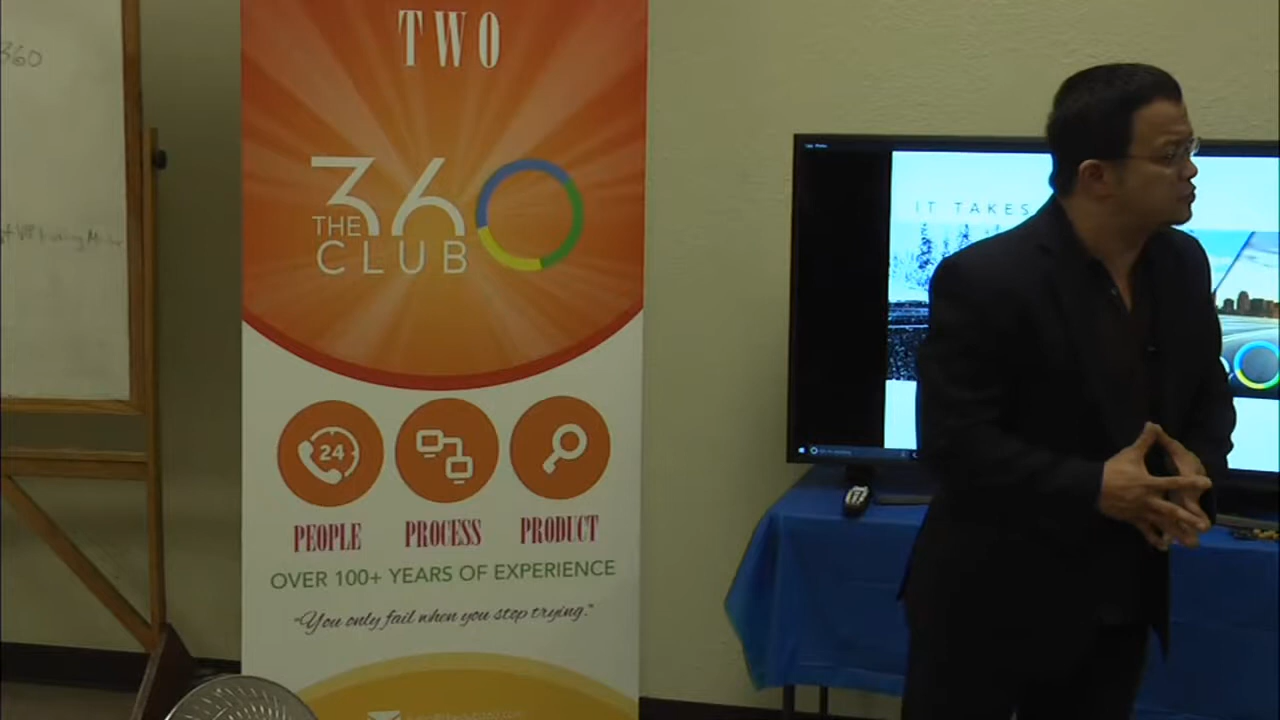 360
TWO
360
THE
CLUB
24
PEOPLE PROCESS PRODUCT
OVER 100+ YEARS OF EXPERIENCE
"You only fail when you stop trying."
IT TAKES